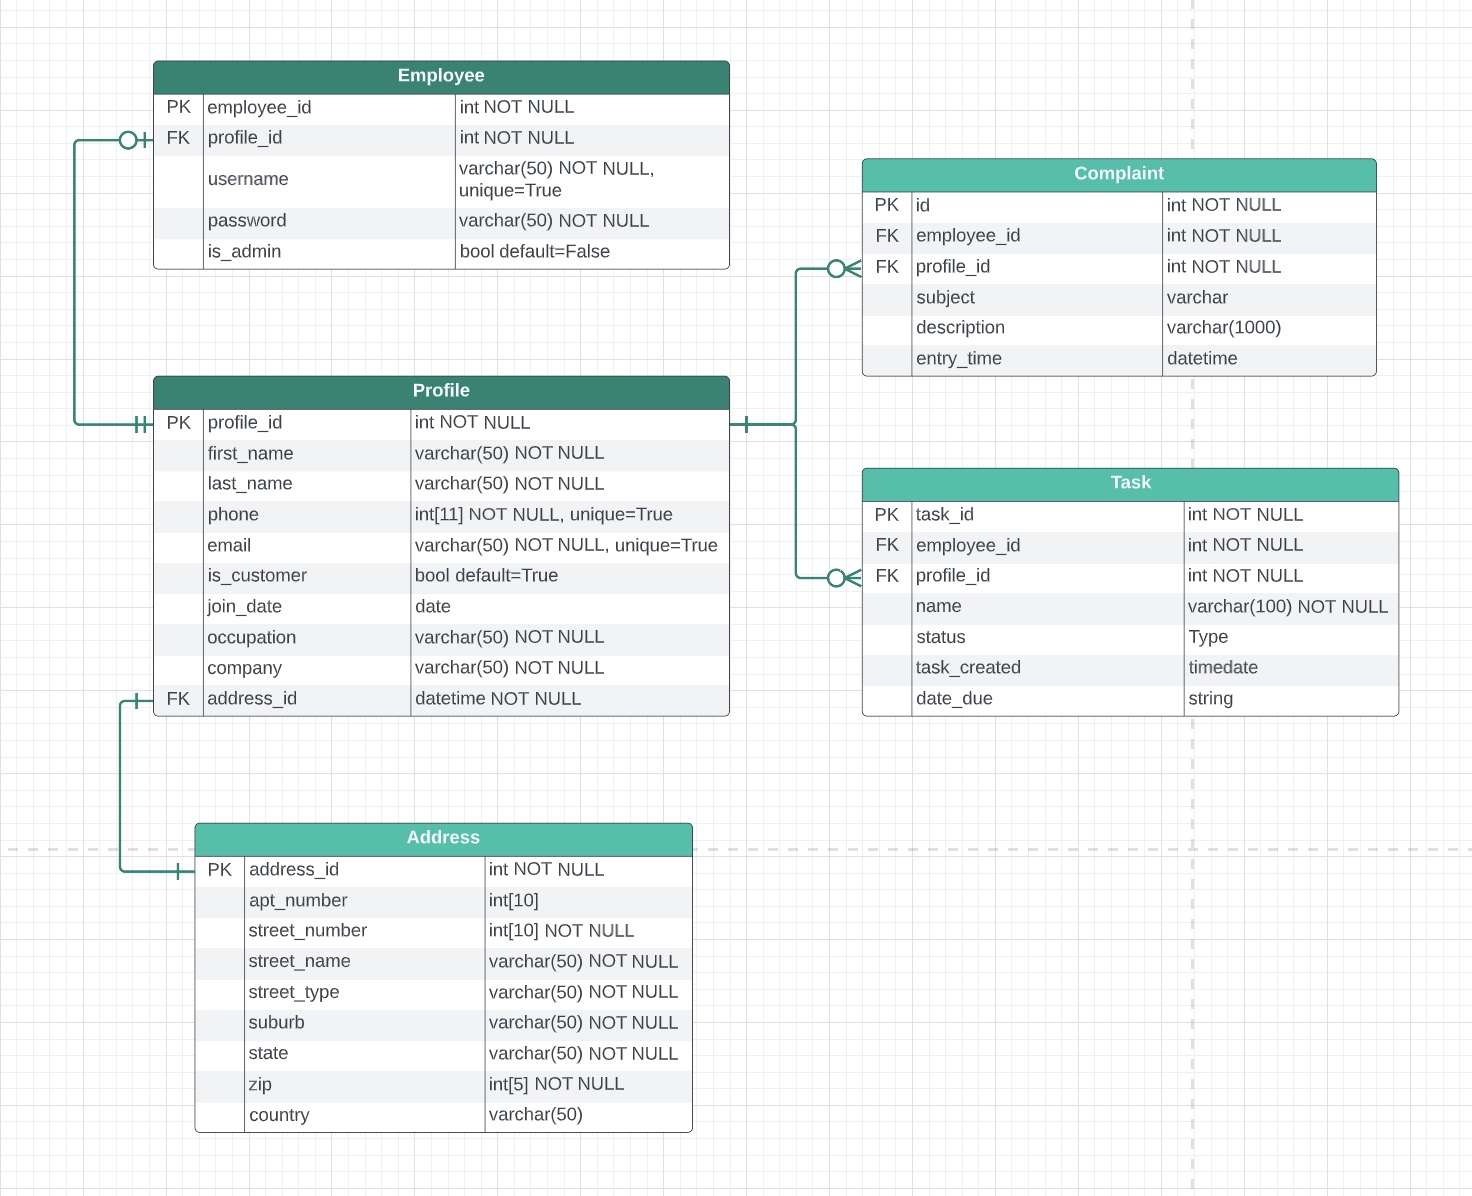 Employee
PK employee_id int NOT NULL
FK profile_id int NOT NULL
username varchar(50) NOT NULL,
unique=True
password varchar(50) NOT NULL
is_admin bool default=False
Complaint
PK id int NOT NULL
FK employee_id int NOT NULL
FK profile_id int NOT NULL
subject varchar
description varchar(1000)
entry_time datetime
Profile
PK profile_id int NOT NULL
first_name varchar(50) NOT NULL
last_name varchar(50) NOT NULL
phone int[11] NOT NULL, unique=True
email varchar(50) NOT NULL, unique=True
is_customer bool default=True
join_date date
occupation varchar(50) NOT NULL
company varchar(50) NOT NULL
FK address_id datetime NOT NULL
Task
PK task_id int NOT NULL
FK employee_id int NOT NULL
FK profile_id int NOT NULL
name varchar(100) NOT NULL
status Type
task_created timedate
date_due string
Address
PK address_id int NOT NULL
apt_number int[10]
street_number int[10] NOT NULL
street_name varchar(50) NOT NULL
street_type varchar(50) NOT NULL
suburb varchar(50) NOT NULL
state varchar(50) NOT NULL
zip int[5] NOT NULL
country varchar(50)